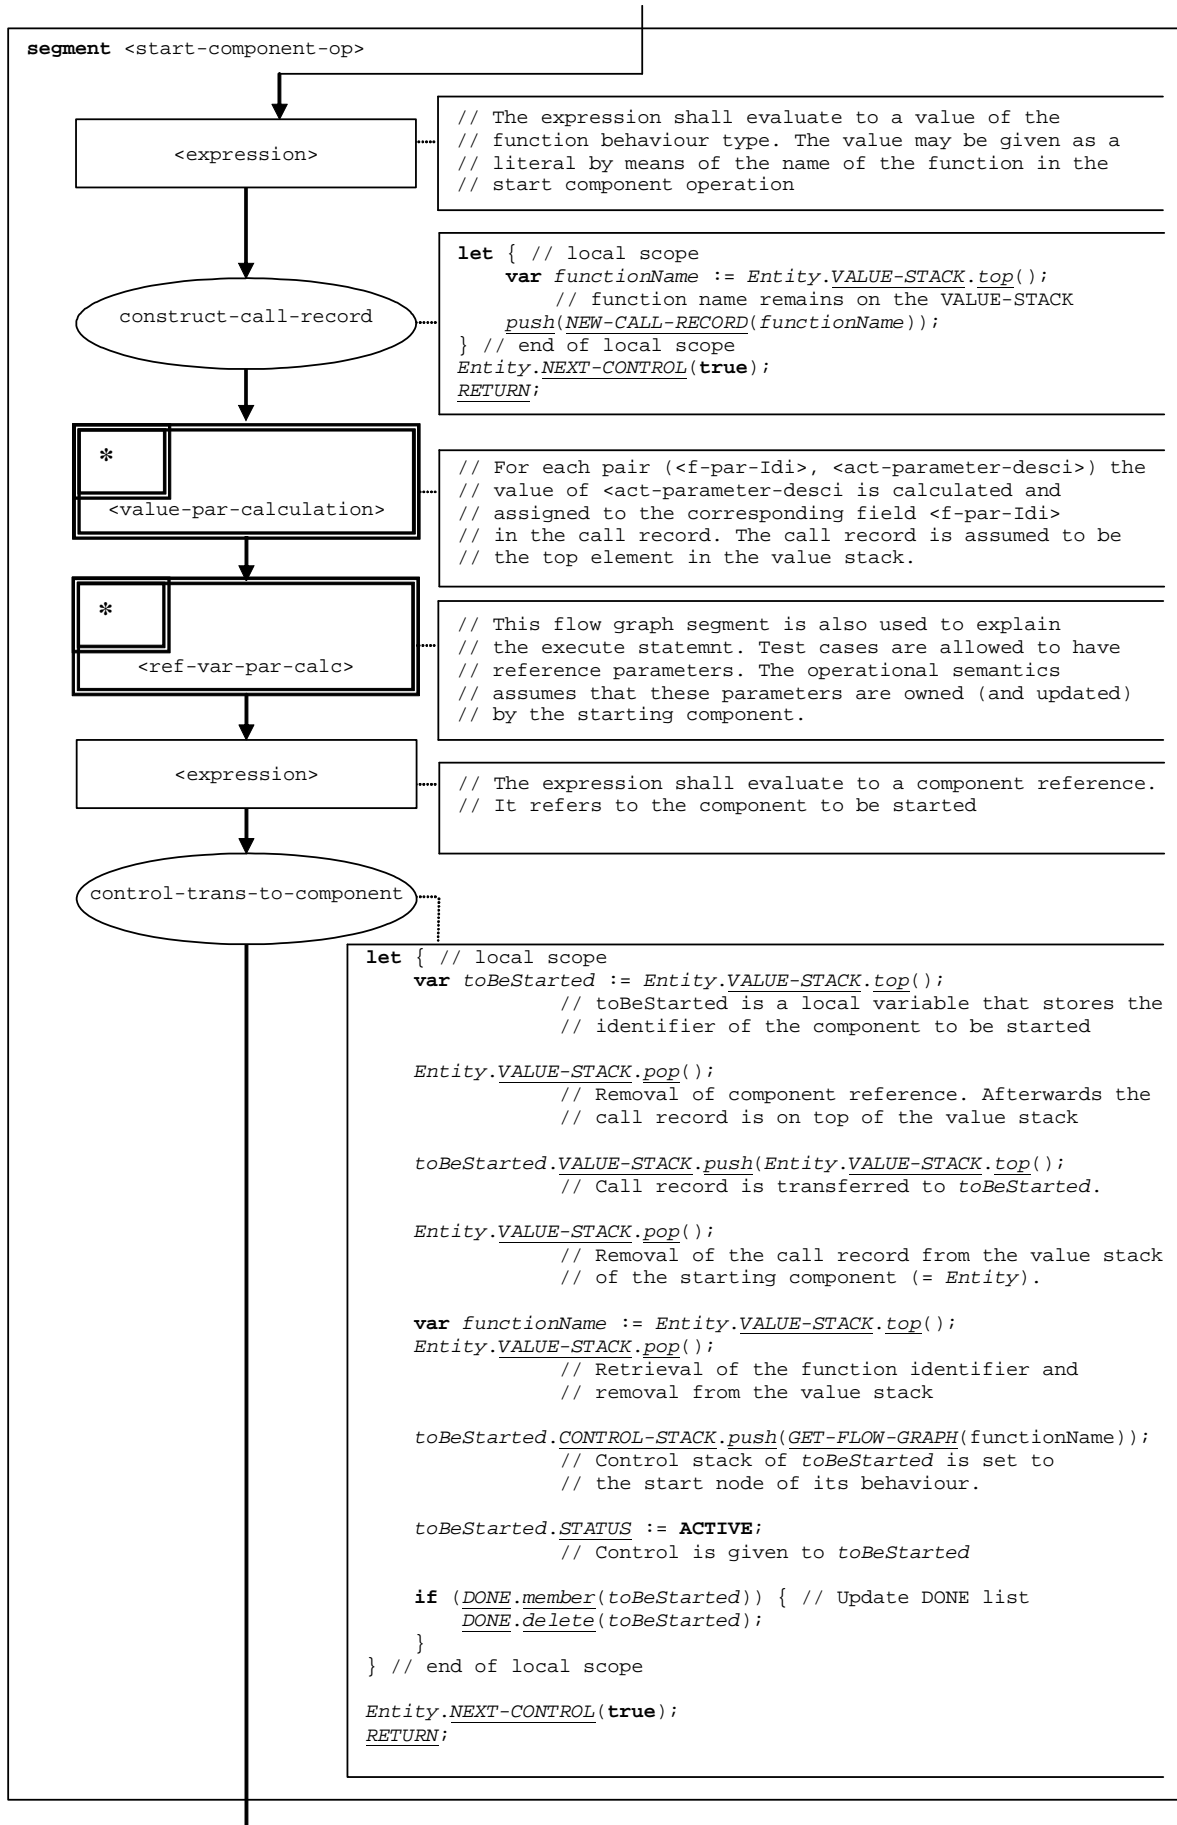 segment <start-component-op>
<expression>
// The expression shall evaluate to a value of the
// function behaviour type. The value may be given as a
// literal by means of the name of the function in the
// start component operation
construct-call-record
let { // local scope
var functionName := Entity.VALUE-STACK.top();
// function name remains on the VALUE-STACK
push(NEW-CALL-RECORD(functionName));
} // end of local scope
Entity.NEXT-CONTROL(true);
RETURN;
*
<value-par-calculation>
// For each pair (<f-par-Idi>, <act-parameter-desci>) the
// value of <act-parameter-desci is calculated and
// assigned to the corresponding field <f-par-Idi>
// in the call record. The call record is assumed to be
// the top element in the value stack.
*
<ref-var-par-calc>
// This flow graph segment is also used to explain
// the execute statemnt. Test cases are allowed to have
// reference parameters. The operational semantics
// assumes that these parameters are owned (and updated)
// by the starting component.
<expression>
// The expression shall evaluate to a component reference.
// It refers to the component to be started
control-trans-to-component
let { // local scope
var toBeStarted := Entity.VALUE-STACK.top();
// toBeStarted is a local variable that stores the
// identifier of the component to be started
Entity.VALUE-STACK.pop();
// Removal of component reference. Afterwards the
// call record is on top of the value stack
toBeStarted.VALUE-STACK.push(Entity.VALUE-STACK.top();
// Call record is transferred to toBeStarted.
Entity.VALUE-STACK.pop();
// Removal of the call record from the value stack
// of the starting component (= Entity).
var functionName := Entity.VALUE-STACK.top();
Entity.VALUE-STACK.pop();
// Retrieval of the function identifier and
// removal from the value stack
toBeStarted.CONTROL-STACK.push(GET-FLOW-GRAPH(functionName));
// Control stack of toBeStarted is set to
// the start node of its behaviour.
toBeStarted.STATUS := ACTIVE;
// Control is given to toBeStarted
if (DONE.member(toBeStarted)) { // Update DONE list
DONE.delete(toBeStarted);
}
} // end of local scope
Entity.NEXT-CONTROL(true);
RETURN;